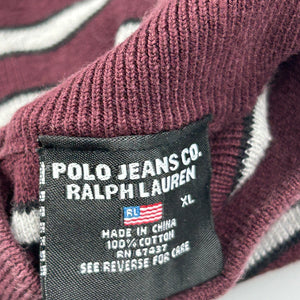 POLO JEANS CO.
RALPH LAUREN
XL
RL
MADE IN CHINA
100% COTTON
RN 67437
SEE REVERSE FOR CARE